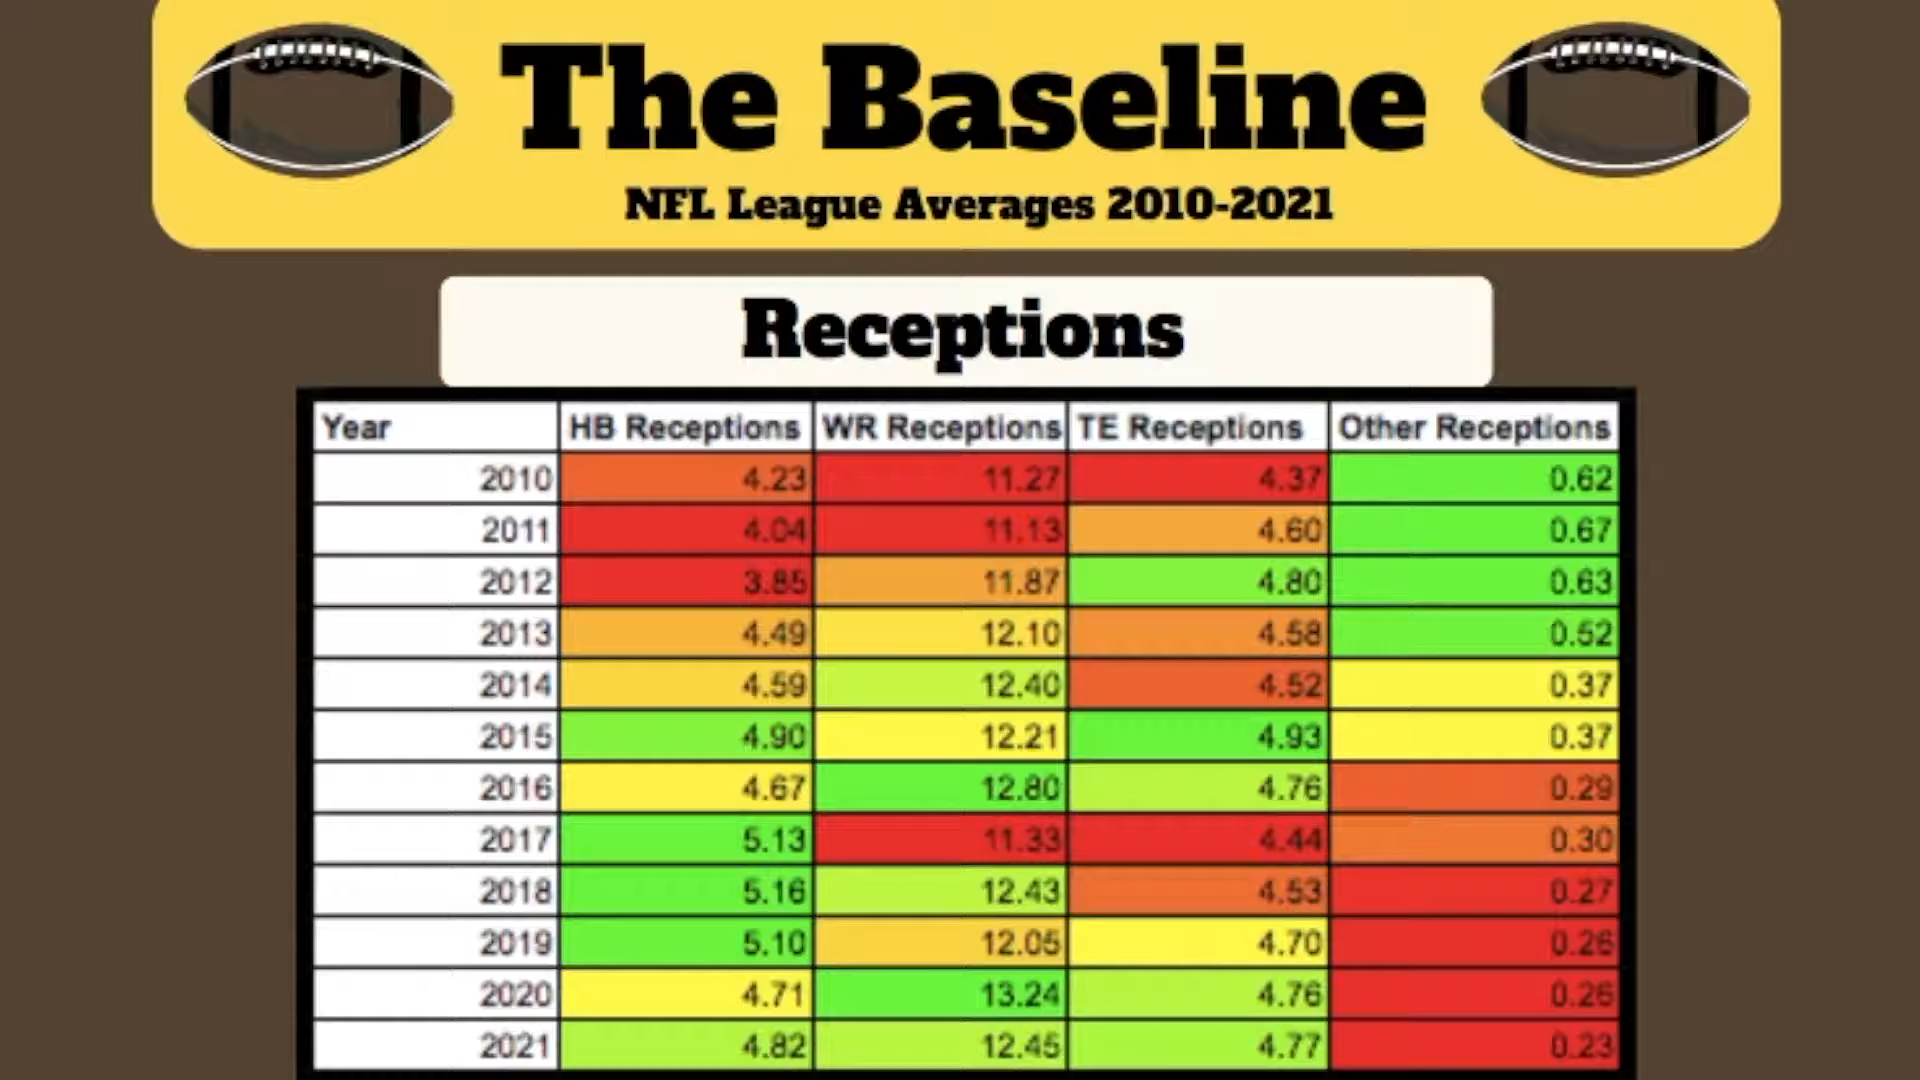 The Baseline
NFL League Averages 2010-2021
Receptions
Year HB Receptions WR Receptions TE Receptions Other Receptions
2010 4.23 11.27 4.37 0.62
2011 4.04 11.13 4.60 0.67
2012 3.85 11.87 4.80 0.63
2013 4.49 12.10 4.58 0.52
2014 4.59 12.40 4.52 0.37
2015 4.90 12.21 4.93 0.37
2016 4.67 12.80 4.76 0.29
2017 5.13 11.33 4.44 0.30
2018 5.16 12.43 4.53 0.27
2019 5.10 12.05 4.70 0.26
2020 4.71 13.24 4.76 0.26
2021 4.82 12.45 4.77 0.23